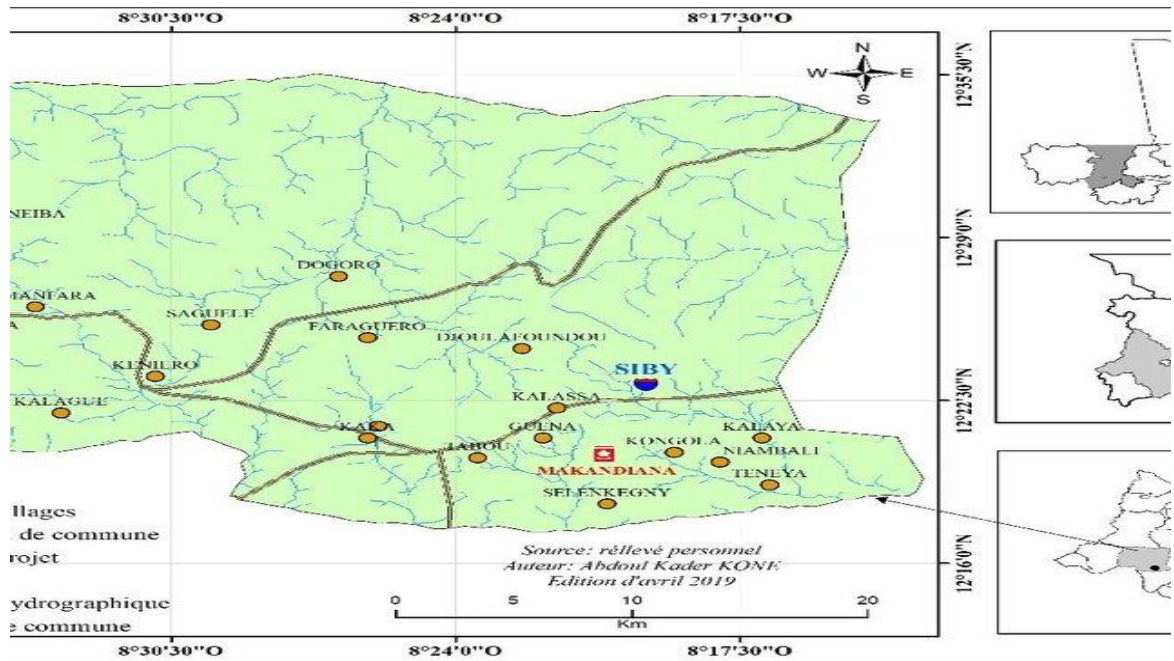 8°30'30"O
8°24'0"O
8°17'30"O
N
W
E
S
12°35'30"N
NEIBA
12°29'0"N
DOGORO
MANFARA
SAGUELE
FARAGUERO
DJOULAFOUNDOU
KENIERO
SIBY
12°22'30"N
KALAGUE
KALASSA
KAKA
GUENA
KALAYA
KONGOLA
JABOU
NIAMBALI
MAKANDIANA
TENEYA
SELENKEGNY
llages
de commune
rojet
Source: réllevé personnel
Auteur: Abdoul Kader KONE
Edition d'avril 2019
12°16'0"N
ydrographique
e commune
0 5 10 20
Km
8°30'30"O
8°24'0"O
8°17'30"O